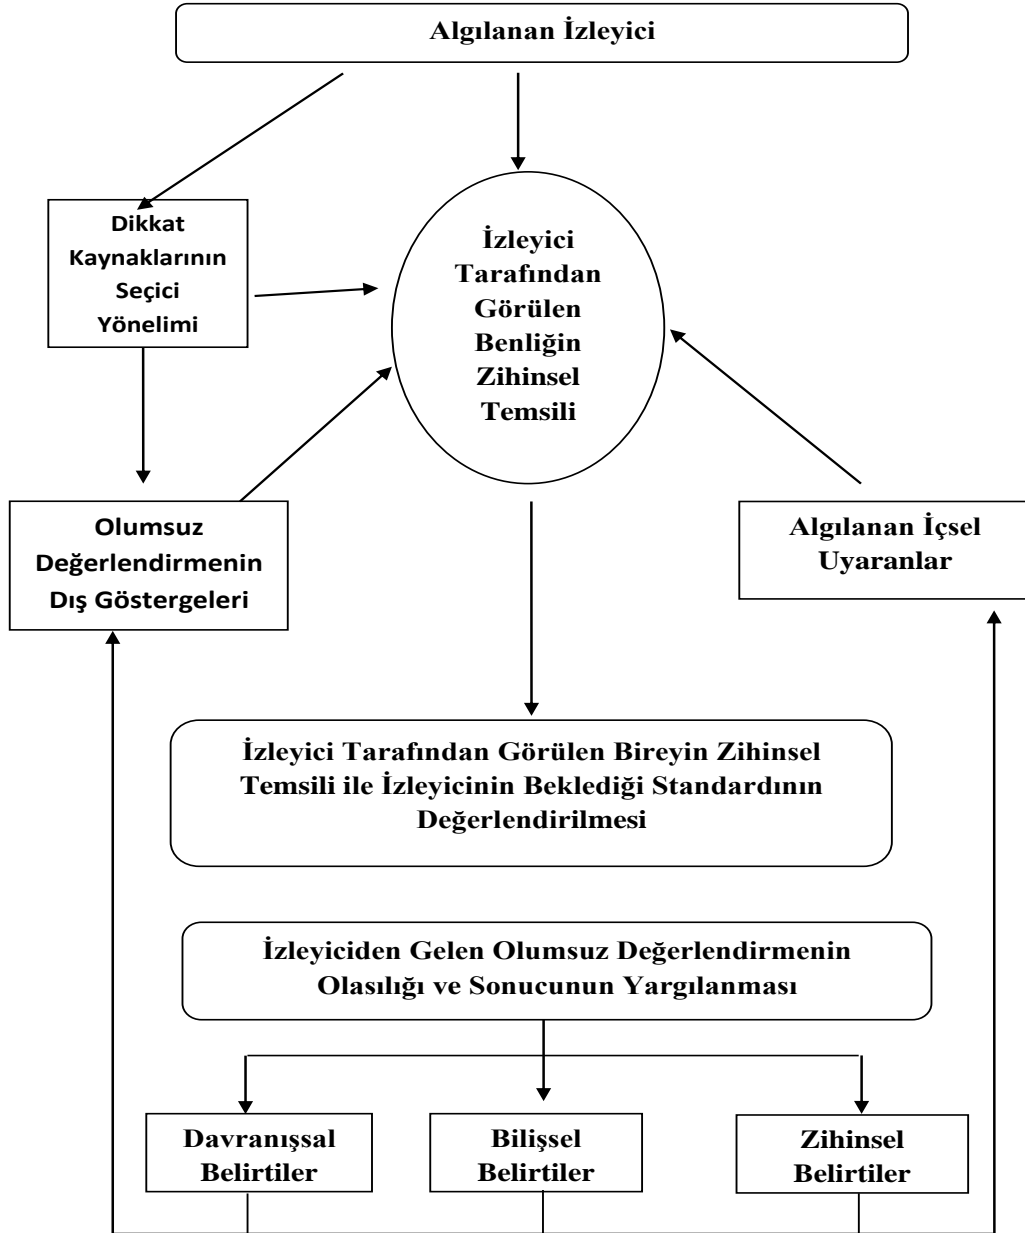 Algılanan İzleyici
Dikkat
Kaynaklarının
Seçici
Yönelimi
İzleyici
Tarafından
Görülen
Benliğin
Zihinsel
Temsili
Olumsuz
Değerlendirmenin
Dış Göstergeleri
Algılanan İçsel
Uyaranlar
İzleyici Tarafından Görülen Bireyin Zihinsel
Temsili ile İzleyicinin Beklediği Standardının
Değerlendirilmesi
İzleyiciden Gelen Olumsuz Değerlendirmenin
Olasılığı ve Sonucunun Yargılanması
Davranışsal
Belirtiler
Bilişsel
Belirtiler
Zihinsel
Belirtiler